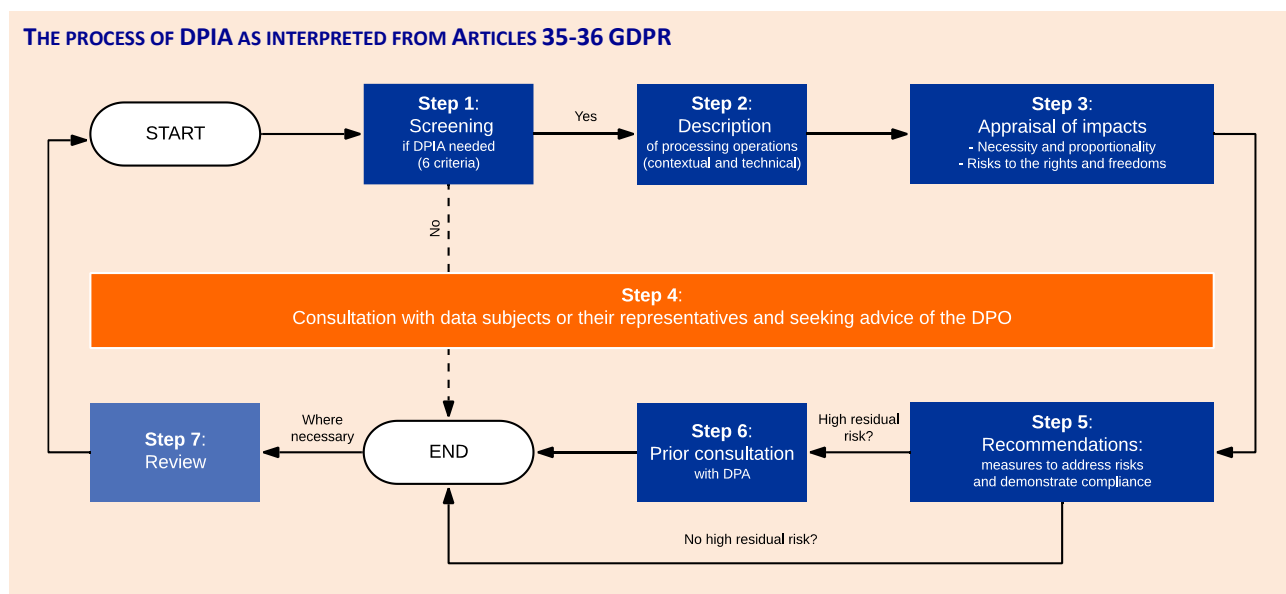 THE PROCESS OF DPIA AS INTERPRETED FROM ARTICLES 35-36 GDPR
START
Step 1:
Screening
if DPIA needed
(6 criteria)
Yes
Step 2:
Description
of processing operations
(contextual and technical)
Step 3:
Appraisal of impacts
- Necessity and proportionality
- Risks to the rights and freedoms
No
Step 4:
Consultation with data subjects or their representatives and seeking advice of the DPO
Step 7:
Review
Where
necessary
END
Step 6:
Prior consultation
with DPA
High residual
risk?
Step 5:
Recommendations:
measures to address risks
and demonstrate compliance
No high residual risk?